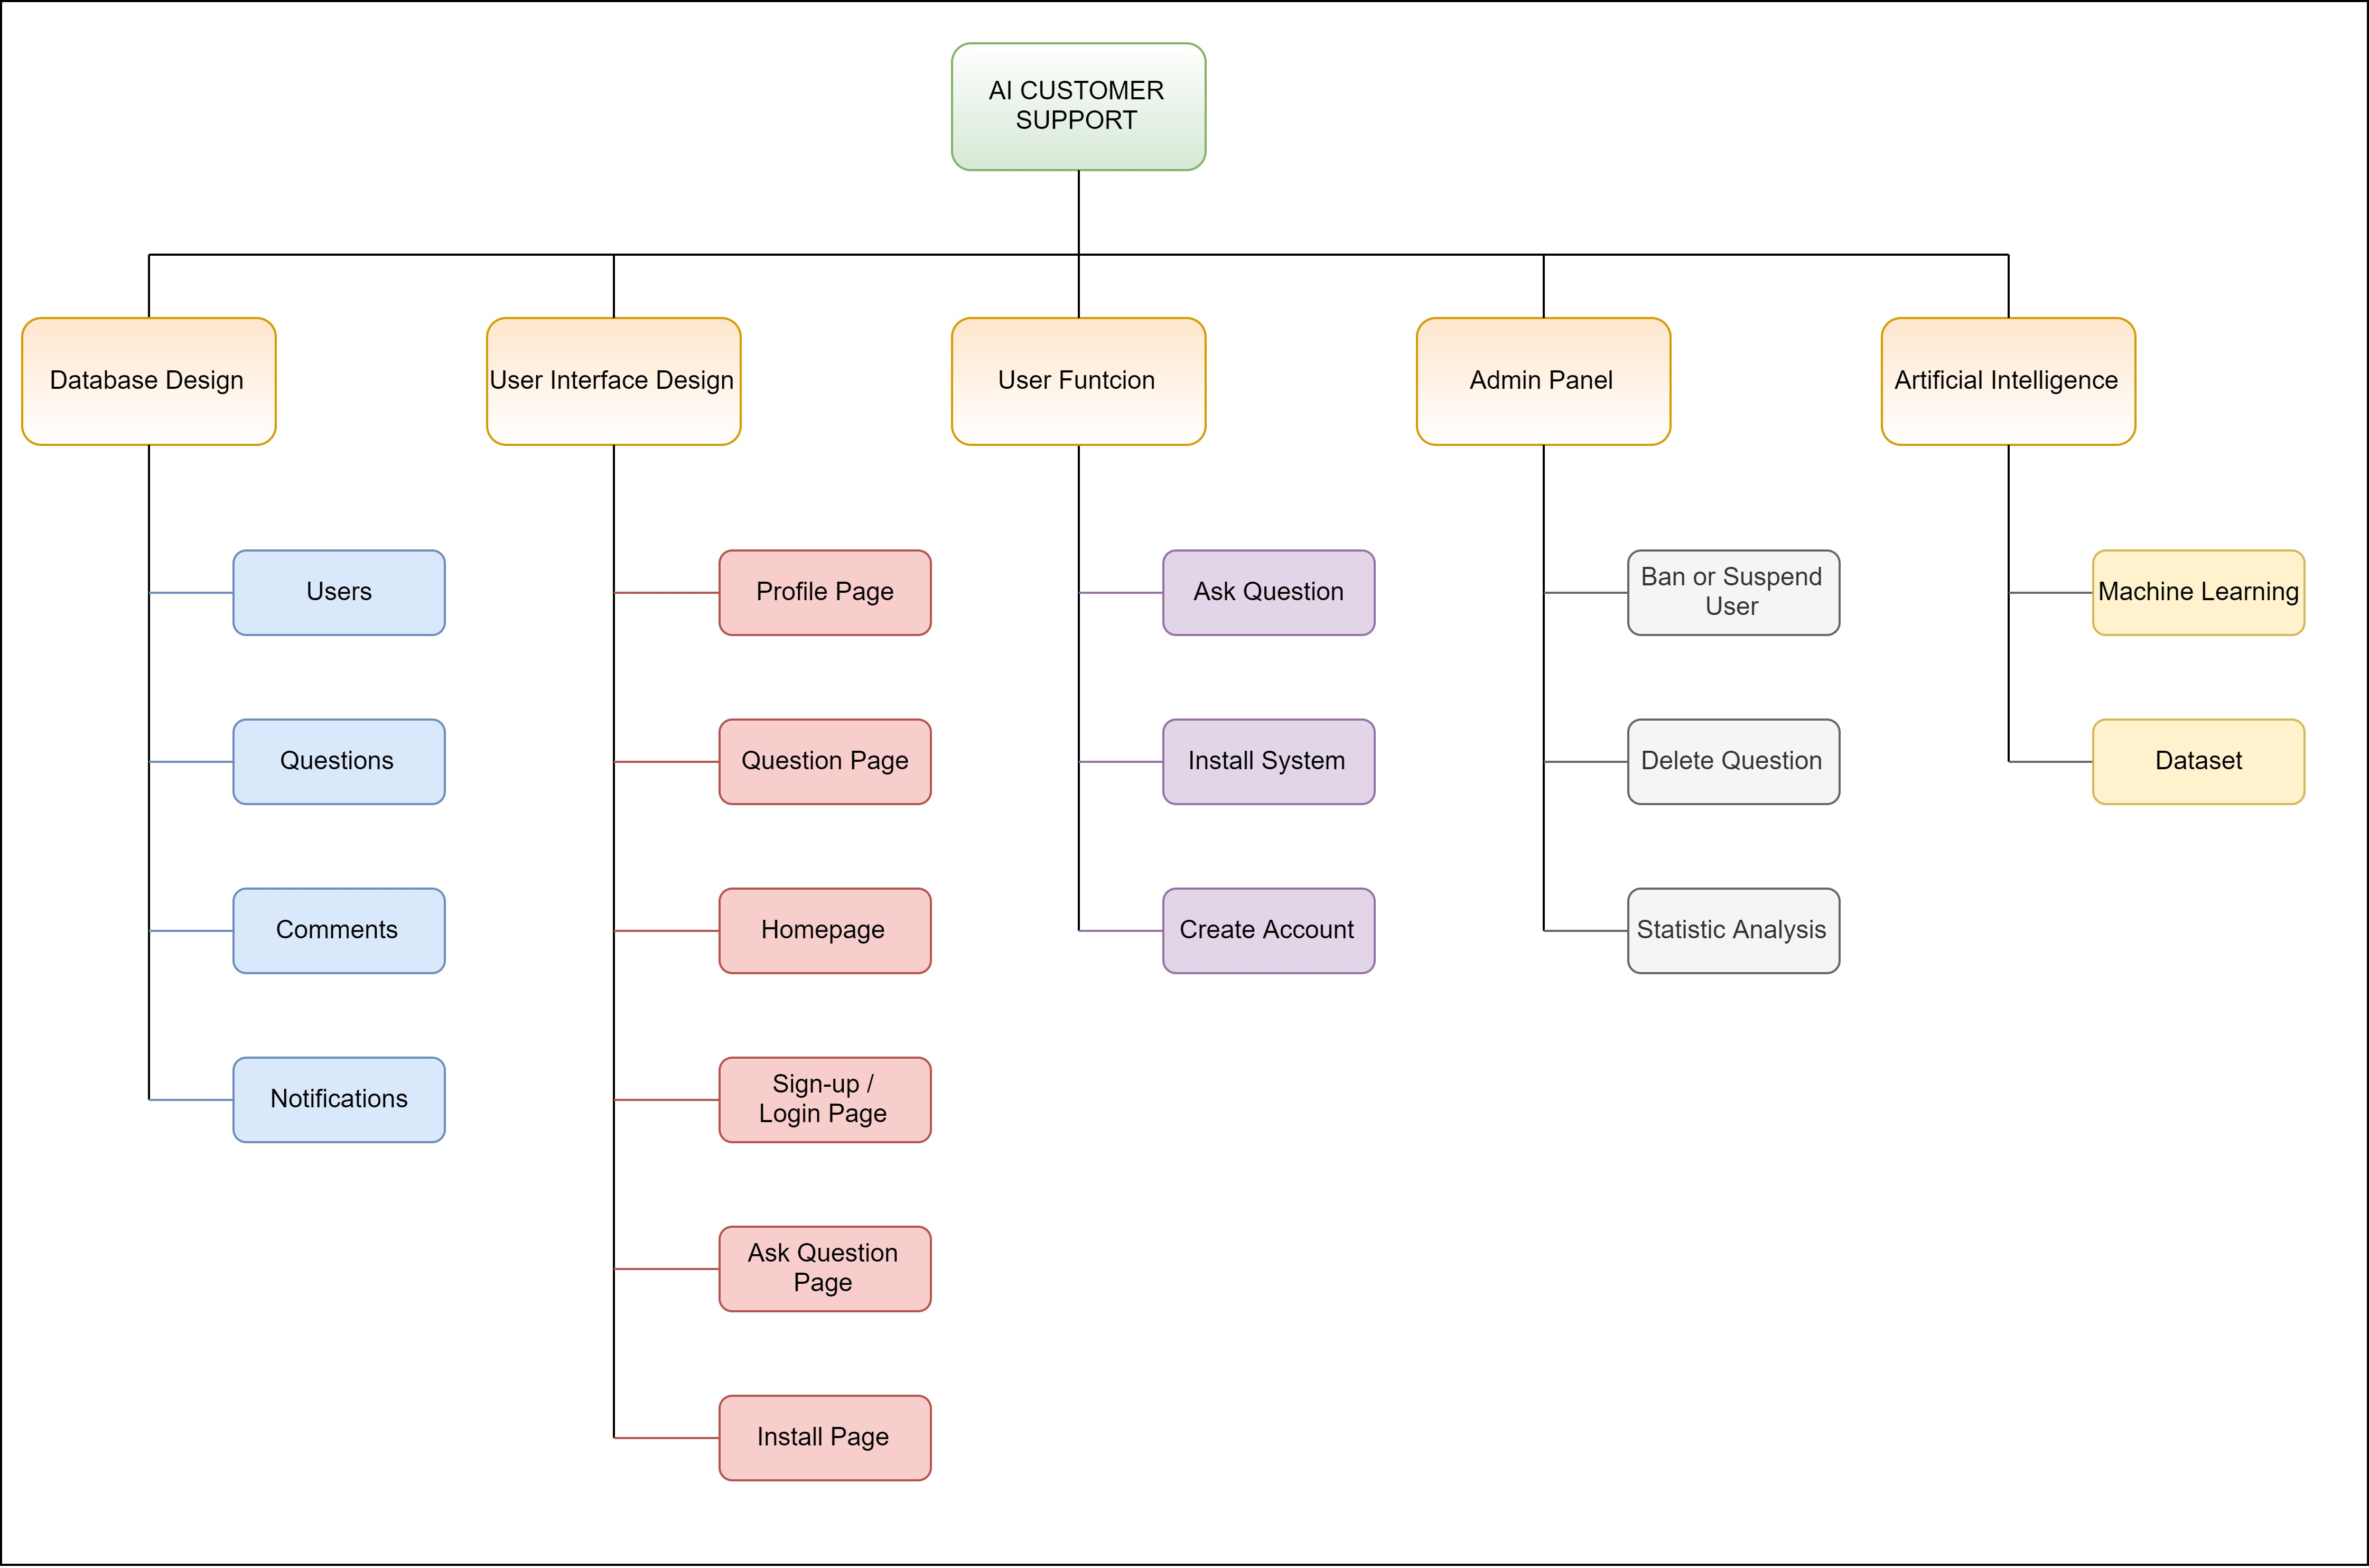 AI CUSTOMER
SUPPORT
Database Design
User Interface Design
User Funtcion
Admin Panel
Artificial Intelligence
Users
Questions
Comments
Notifications
Profile Page
Question Page
Homepage
Sign-up /
Login Page
Ask Question
Page
Install Page
Ask Question
Install System
Create Account
Ban or Suspend
User
Delete Question
Statistic Analysis
Machine Learning
Dataset